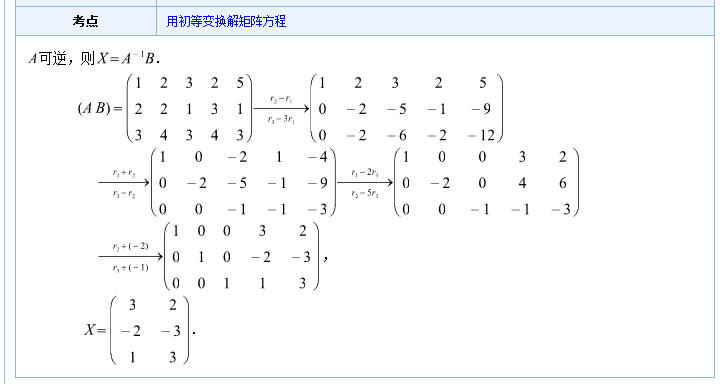 考点 用初等变换解矩阵方程
A可逆，则 X=A⁻¹B．
(A B)= (1 2 3 2 5; 2 2 1 3 1; 3 4 3 4 3) r₂−r₁ / r₃−3r₁ → (1 2 3 2 5; 0 −2 −5 −1 −9; 0 −2 −6 −2 −12)
r₁+r₂ / r₃−r₂ → (1 0 −2 1 −4; 0 −2 −5 −1 −9; 0 0 −1 −1 −3) r₁−2r₃ / r₂−5r₃ → (1 0 0 3 2; 0 −2 0 4 6; 0 0 −1 −1 −3)
r₂÷(−2) / r₃÷(−1) → (1 0 0 3 2; 0 1 0 −2 −3; 0 0 1 1 3)，
X= (3 2; −2 −3; 1 3)．